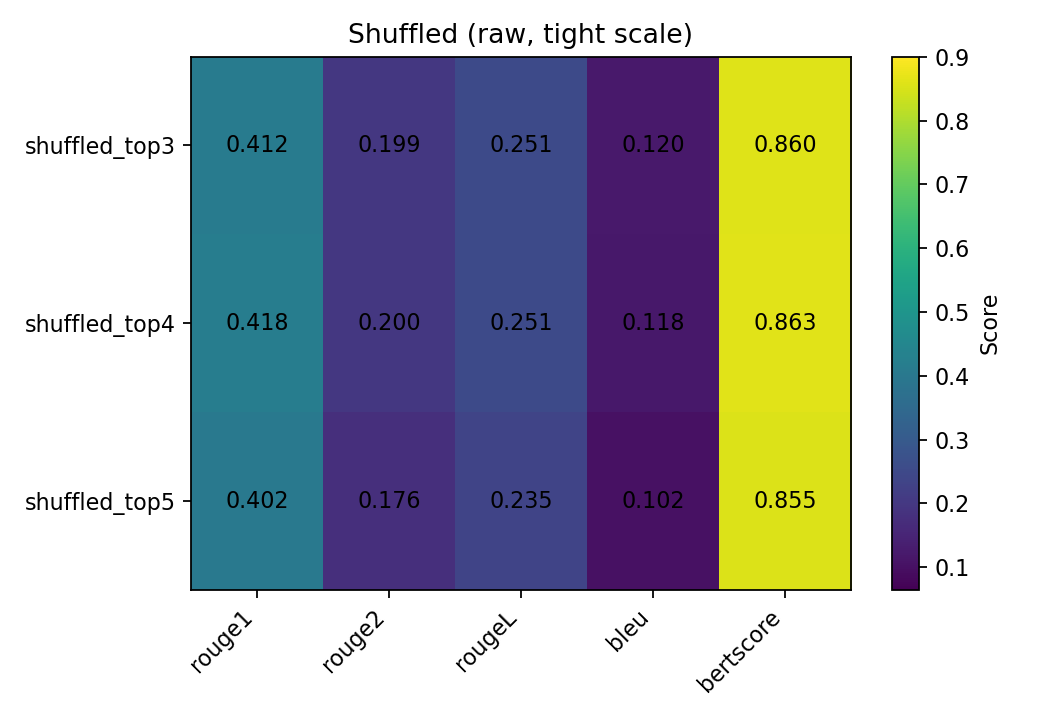 Shuffled (raw, tight scale)
shuffled_top3 0.412 0.199 0.251 0.120 0.860
shuffled_top4 0.418 0.200 0.251 0.118 0.863
shuffled_top5 0.402 0.176 0.235 0.102 0.855
rouge1 rouge2 rougeL bleu bertscore
0.9
0.8
0.7
0.6
0.5
0.4
0.3
0.2
0.1
Score